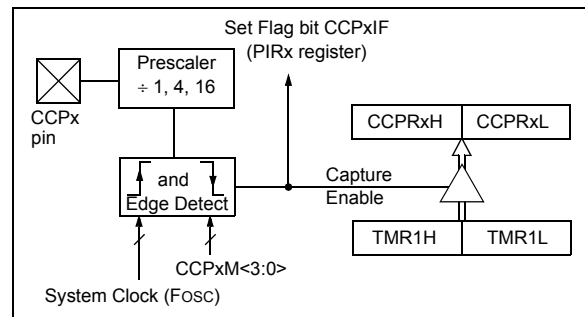 Set Flag bit CCPxIF
(PIRx register)
Prescaler
÷ 1, 4, 16
CCPx
pin
CCPRxH CCPRxL
and
Edge Detect
Capture
Enable
TMR1H TMR1L
CCPxM<3:0>
System Clock (FOSC)